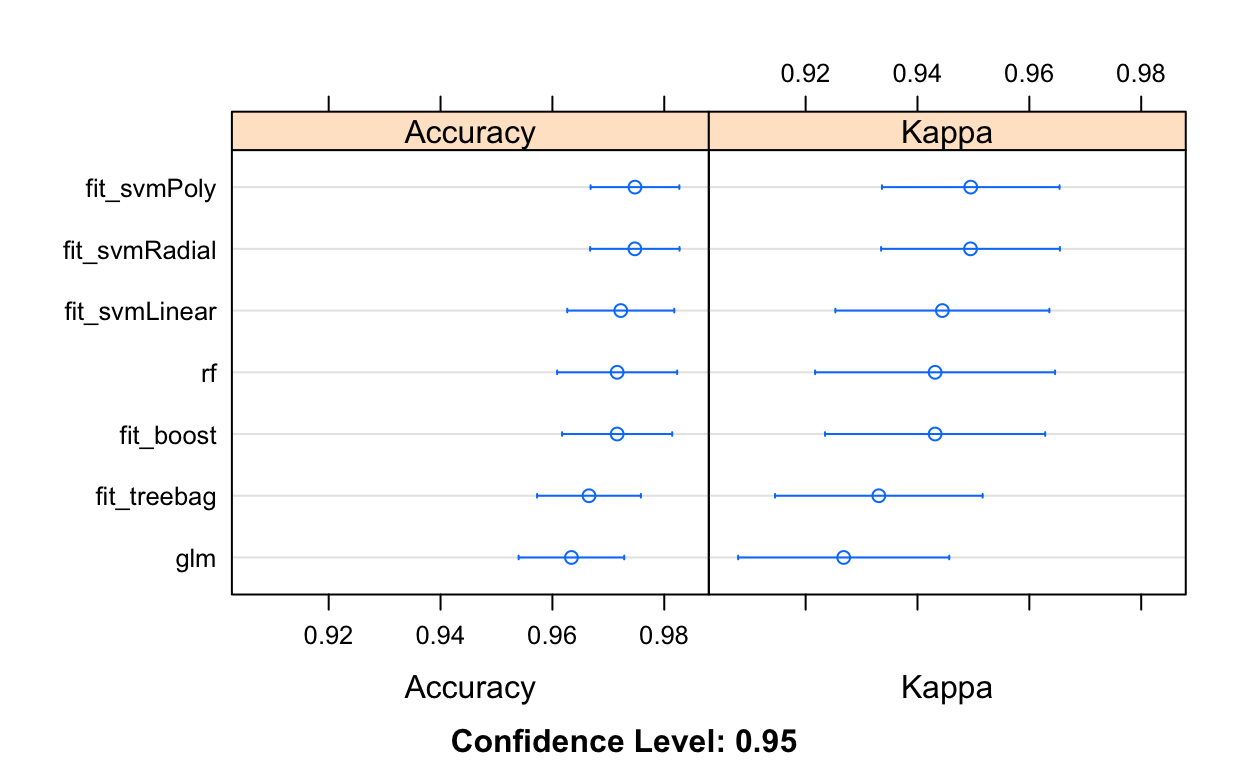 0.92 0.94 0.96 0.98
Accuracy Kappa
fit_svmPoly
fit_svmRadial
fit_svmLinear
rf
fit_boost
fit_treebag
glm
0.92 0.94 0.96 0.98
Accuracy Kappa
Confidence Level: 0.95